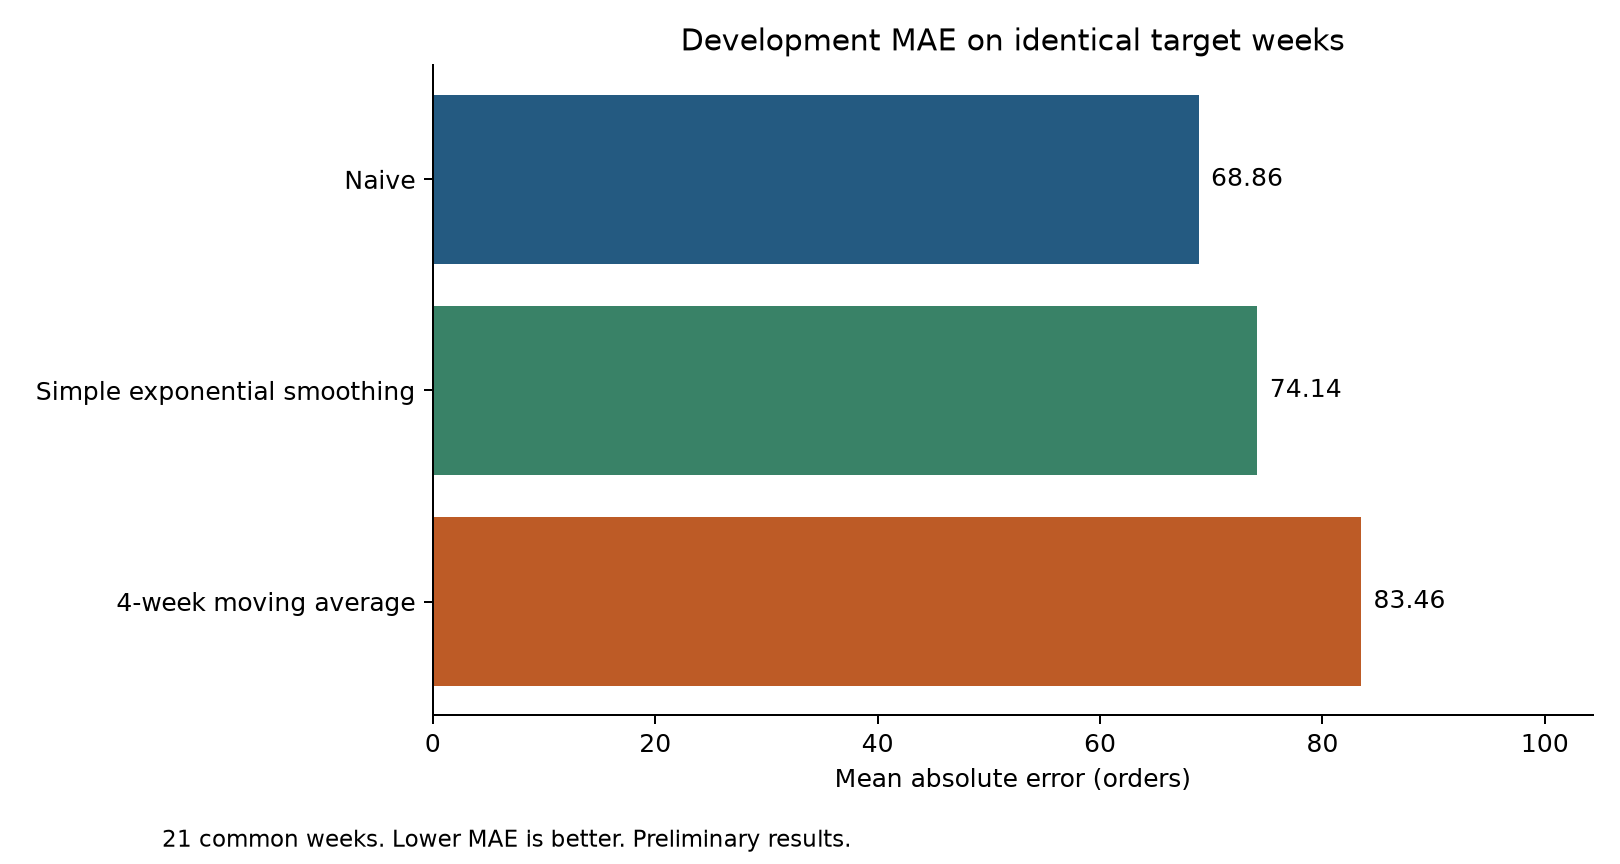 Development MAE on identical target weeks
Naive
68.86
Simple exponential smoothing
74.14
4-week moving average
83.46
0 20 40 60 80 100
Mean absolute error (orders)
21 common weeks. Lower MAE is better. Preliminary results.